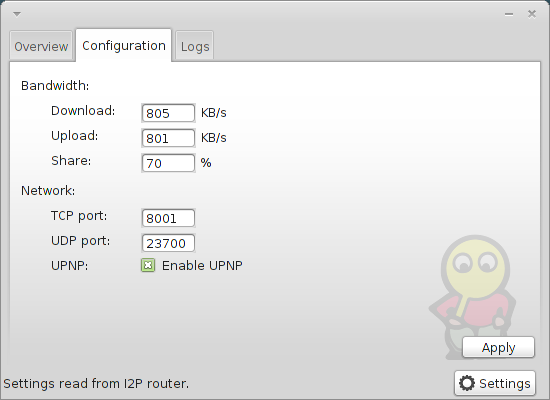 Overview Configuration Logs
Bandwidth:
Download: 805 KB/s
Upload: 801 KB/s
Share: 70 %
Network:
TCP port: 8001
UDP port: 23700
UPNP: Enable UPNP
Apply
Settings read from I2P router. Settings